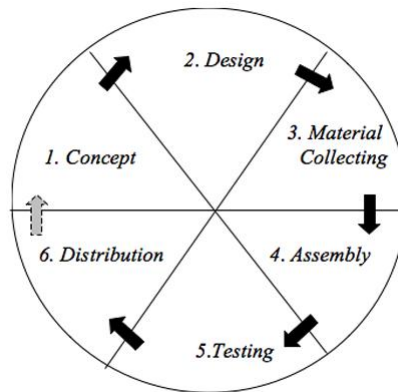 1. Concept
2. Design
3. Material
Collecting
4. Assembly
5.Testing
6. Distribution